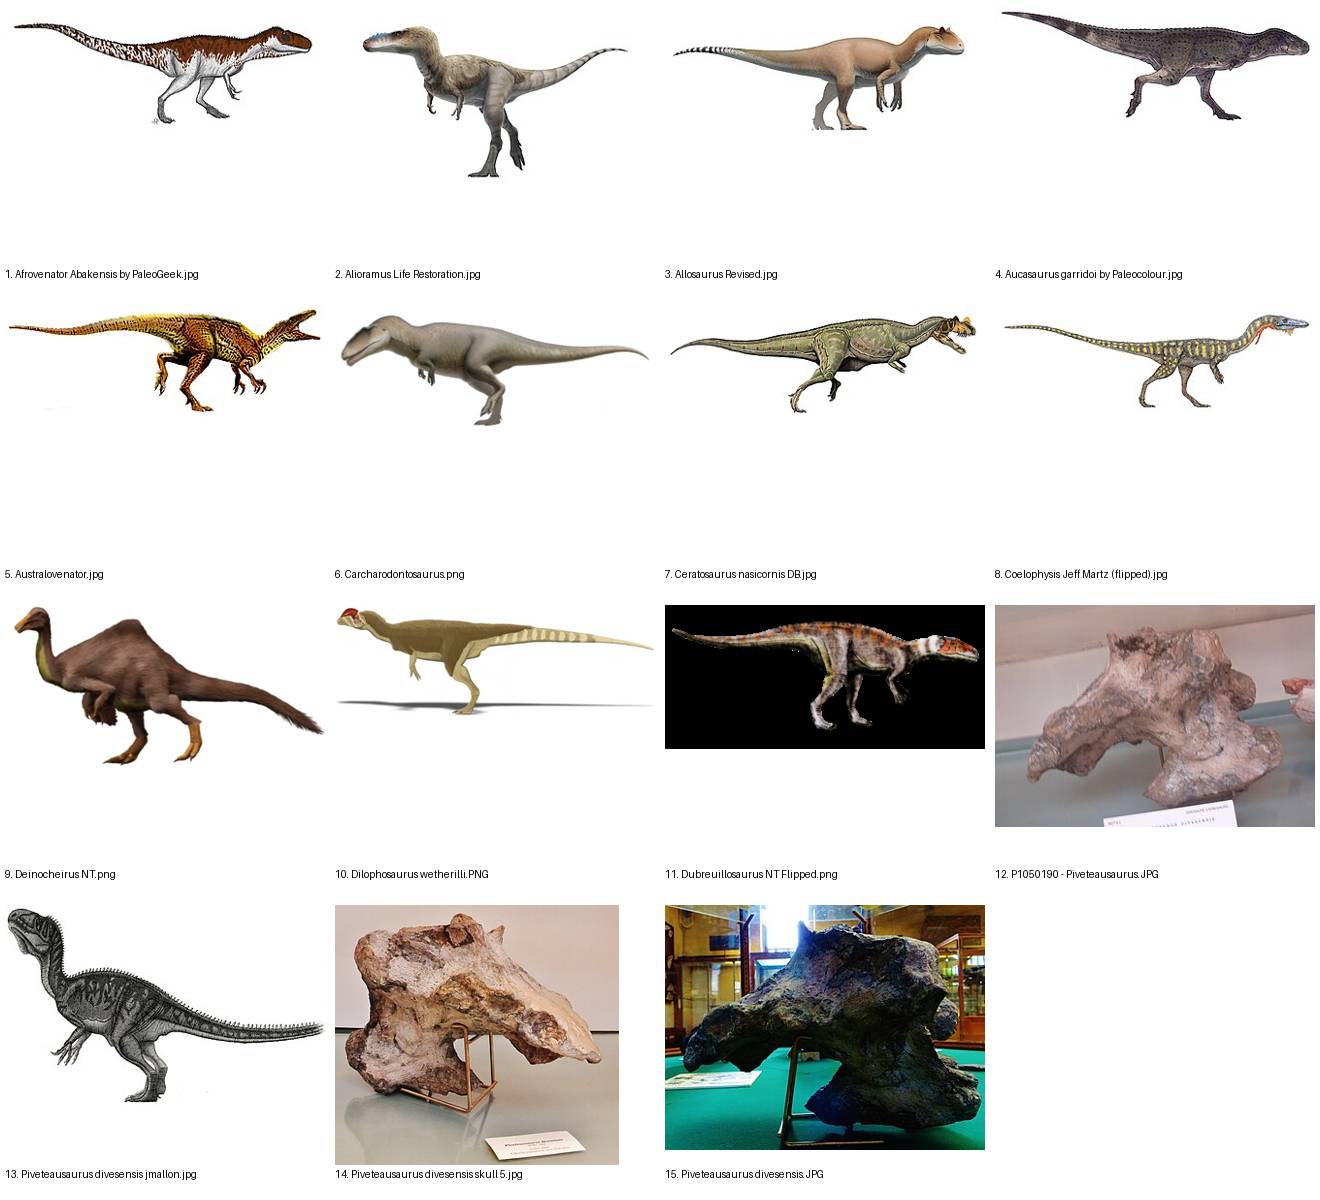 1. Afrovenator Abakensis by PaleoGeek.jpg
2. Alioramus Life Restoration.jpg
3. Allosaurus Revised.jpg
4. Aucasaurus garridoi by Paleocolour.jpg
5. Australovenator.jpg
6. Carcharodontosaurus.png
7. Ceratosaurus nasicornis DB.jpg
8. Coelophysis Jeff Martz (flipped).jpg
9. Deinocheirus NT.png
10. Dilophosaurus wetherilli.PNG
11. Dubreuillosaurus NT Flipped.png
12. P1050190 - Piveteausaurus.JPG
13. Piveteausaurus divesensis jmallon.jpg
14. Piveteausaurus divesensis skull 5.jpg
15. Piveteausaurus divesensis.JPG